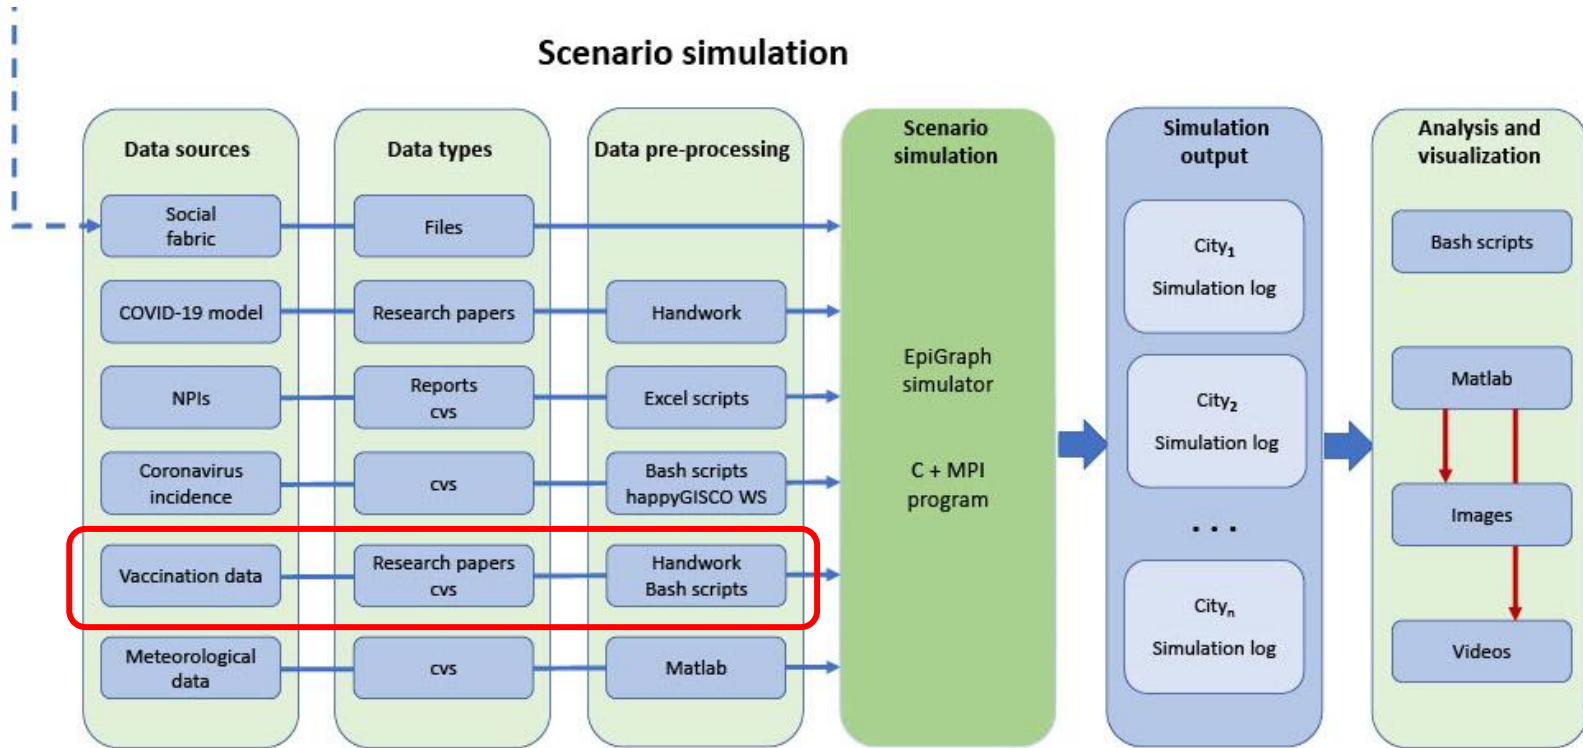 Scenario simulation
Data sources
Social
fabric
COVID-19 model
NPIs
Coronavirus
incidence
Vaccination data
Meteorological
data
Data types
Files
Research papers
Reports
cvs
cvs
Research papers
cvs
cvs
Data pre-processing
Handwork
Excel scripts
Bash scripts
happyGISCO WS
Handwork
Bash scripts
Matlab
Scenario
simulation
EpiGraph
simulator
C + MPI
program
Simulation
output
City1
Simulation log
City2
Simulation log
. . .
Cityn
Simulation log
Analysis and
visualization
Bash scripts
Matlab
Images
Videos